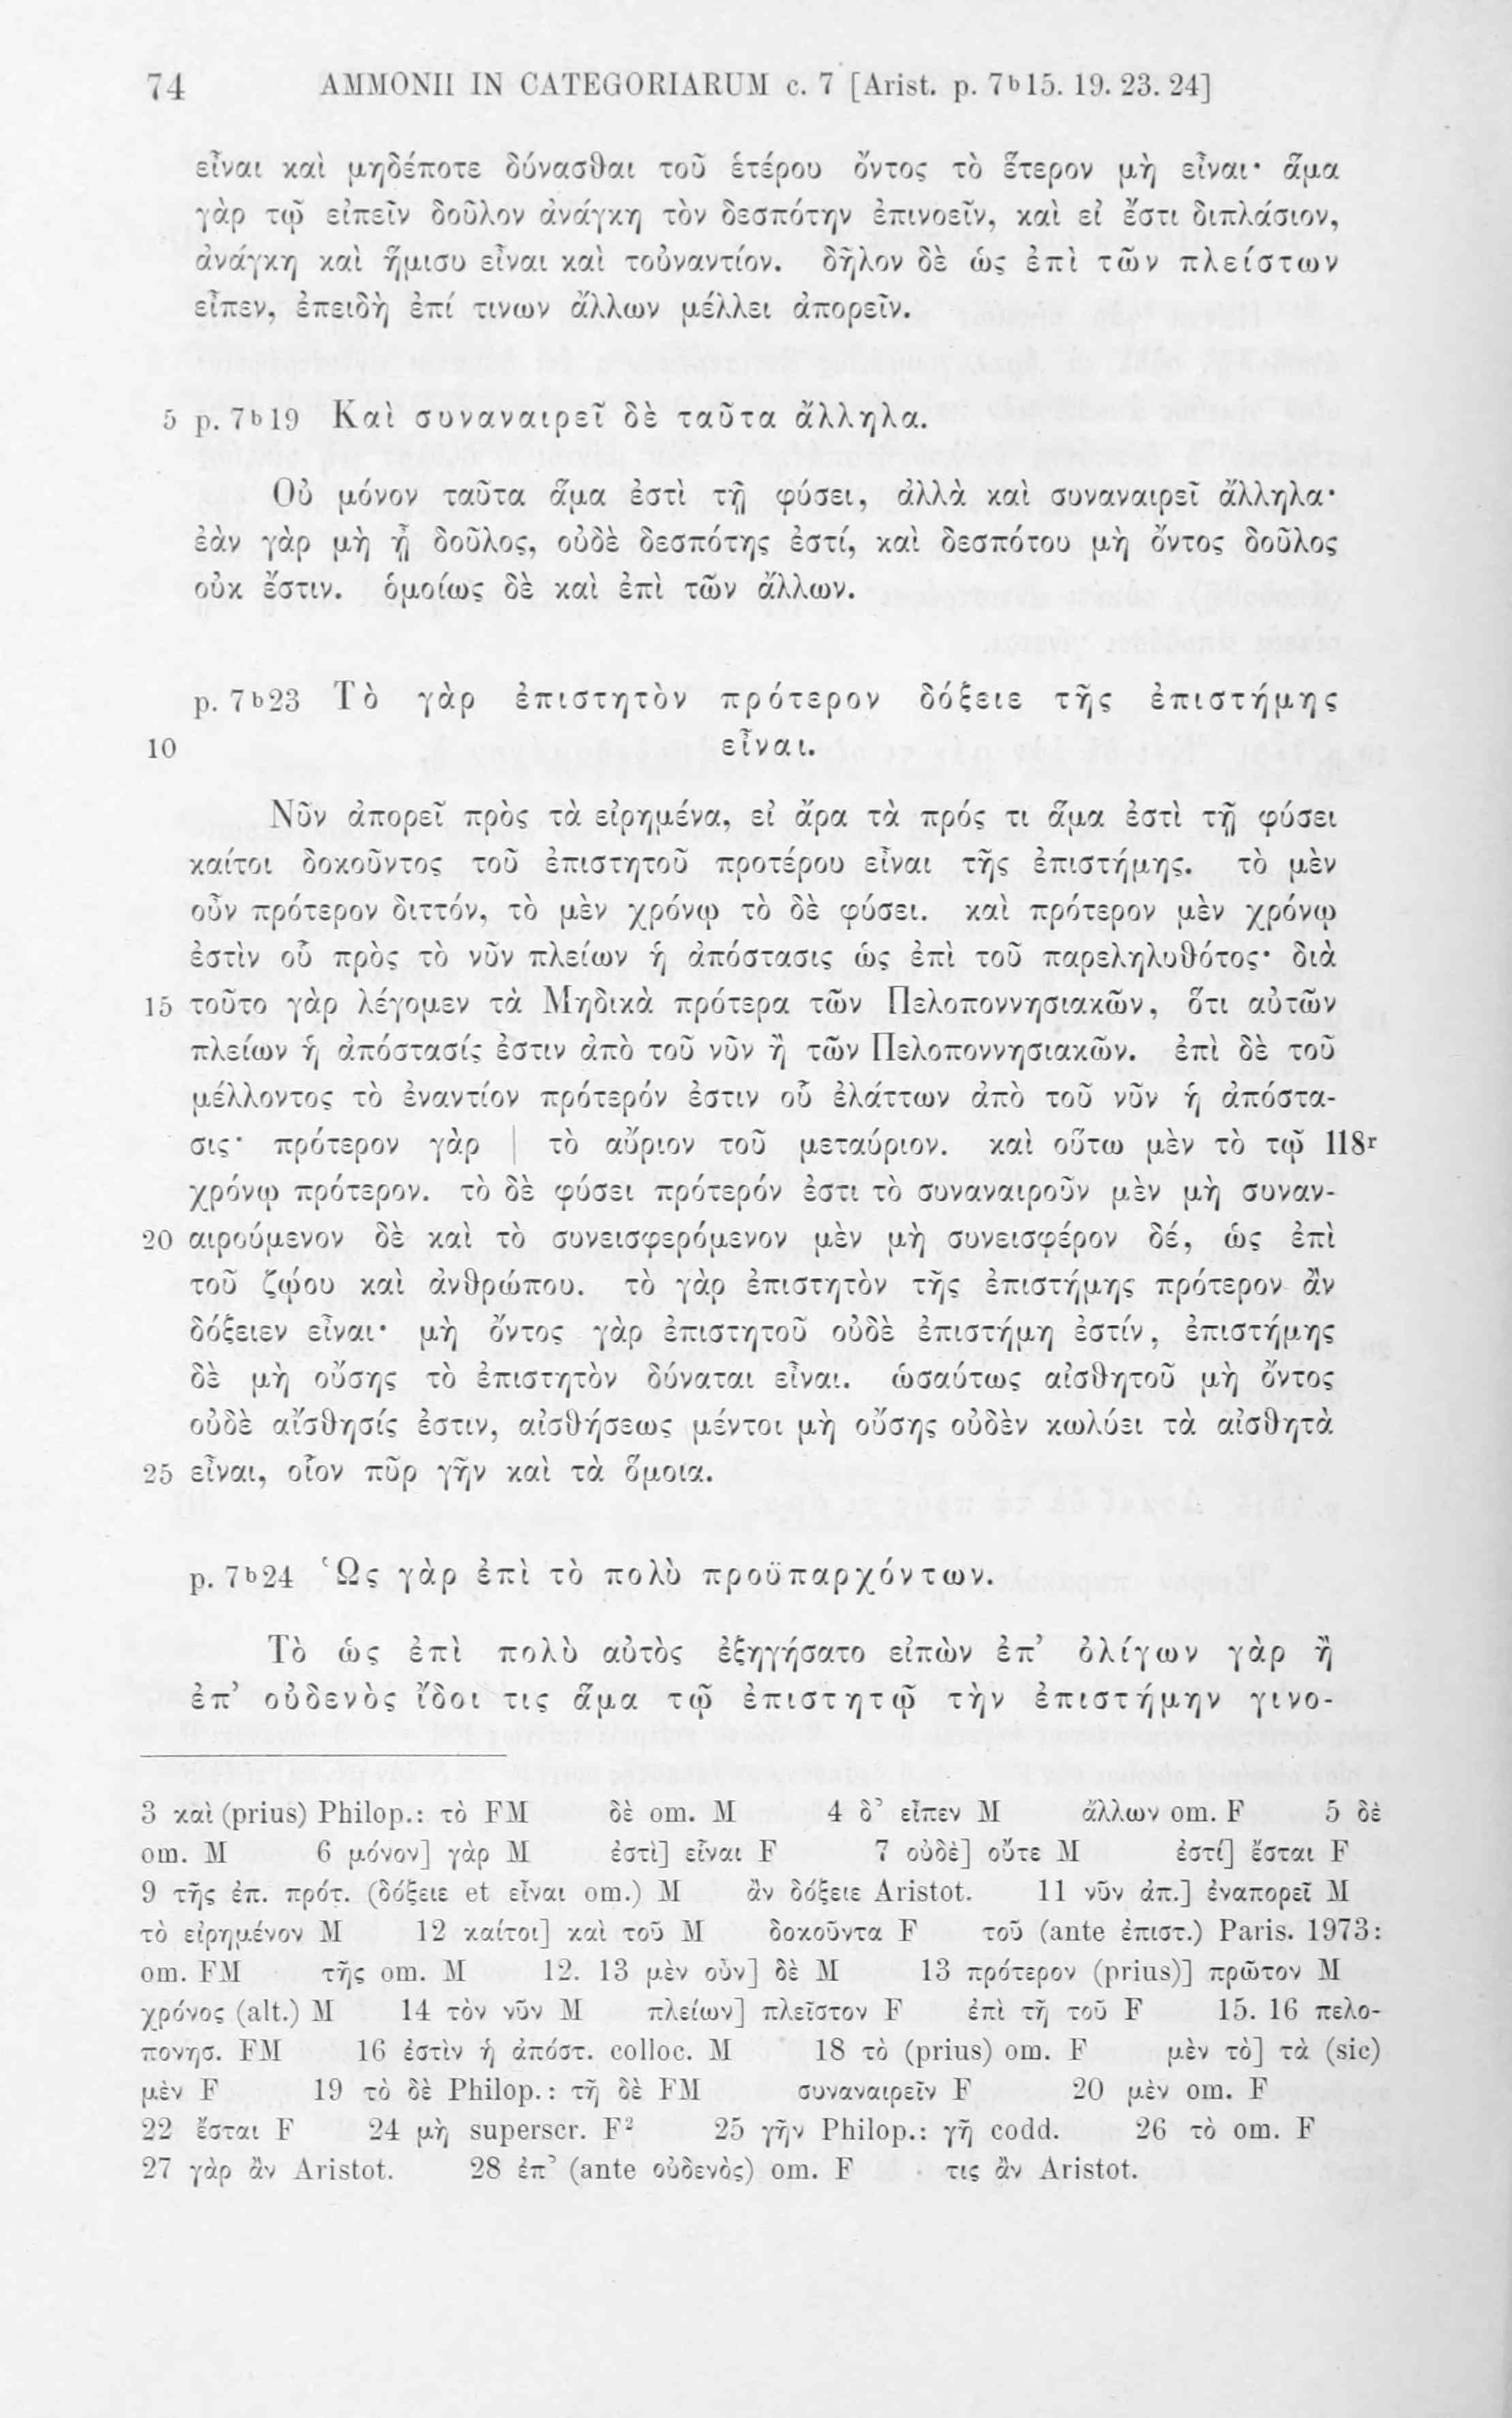 74 AMMONII IN CATEGORIARUM c. 7 [Arist. p. 7b15. 19. 23. 24]
εἶναι καὶ μηδέποτε δύνασθαι τοῦ ἑτέρου ὄντος τὸ ἕτερον μὴ εἶναι· ἅμα
γὰρ τῷ εἰπεῖν δοῦλον ἀνάγκη τὸν δεσπότην ἐπινοεῖν, καὶ εἰ ἔστι διπλάσιον,
ἀνάγκη καὶ ἥμισυ εἶναι καὶ τοὐναντίον. δῆλον δὲ ὡς ἐπὶ τῶν πλείστων
εἶπεν, ἐπειδὴ ἐπί τινων ἄλλων μέλλει ἀπορεῖν.
5 p. 7b19 Καὶ συναναιρεῖ δὲ ταῦτα ἄλληλα.
Οὐ μόνον ταῦτα ἅμα ἐστὶ τῇ φύσει, ἀλλὰ καὶ συναναιρεῖ ἄλληλα·
ἐὰν γὰρ μὴ ᾖ δοῦλος, οὐδὲ δεσπότης ἐστί, καὶ δεσπότου μὴ ὄντος δοῦλος
οὐκ ἔστιν. ὁμοίως δὲ καὶ ἐπὶ τῶν ἄλλων.
p. 7b23 Τὸ γὰρ ἐπιστητὸν πρότερον δόξειε τῆς ἐπιστήμης
10 εἶναι.
Νῦν ἀπορεῖ πρὸς τὰ εἰρημένα, εἰ ἄρα τὰ πρός τι ἅμα ἐστὶ τῇ φύσει
καίτοι δοκοῦντος τοῦ ἐπιστητοῦ προτέρου εἶναι τῆς ἐπιστήμης. τὸ μὲν
οὖν πρότερον διττόν, τὸ μὲν χρόνῳ τὸ δὲ φύσει. καὶ πρότερον μὲν χρόνῳ
ἐστὶν οὗ πρὸς τὸ νῦν πλείων ἡ ἀπόστασις ὡς ἐπὶ τοῦ παρεληλυθότος· διὰ
15 τοῦτο γὰρ λέγομεν τὰ Μηδικὰ πρότερα τῶν Πελοποννησιακῶν, ὅτι αὐτῶν
πλείων ἡ ἀπόστασίς ἐστιν ἀπὸ τοῦ νῦν ἢ τῶν Πελοποννησιακῶν. ἐπὶ δὲ τοῦ
μέλλοντος τὸ ἐναντίον πρότερόν ἐστιν οὗ ἐλάττων ἀπὸ τοῦ νῦν ἡ ἀπόστα-
σις· πρότερον γὰρ | τὸ αὔριον τοῦ μεταύριον. καὶ οὕτω μὲν τὸ τῷ 118r
χρόνῳ πρότερον. τὸ δὲ φύσει πρότερόν ἐστι τὸ συναναιροῦν μὲν μὴ συναν-
20 αιρούμενον δὲ καὶ τὸ συνεισφερόμενον μὲν μὴ συνεισφέρον δέ, ὡς ἐπὶ
τοῦ ζῴου καὶ ἀνθρώπου. τὸ γὰρ ἐπιστητὸν τῆς ἐπιστήμης πρότερον ἂν
δόξειεν εἶναι· μὴ ὄντος γὰρ ἐπιστητοῦ οὐδὲ ἐπιστήμη ἐστίν, ἐπιστήμης
δὲ μὴ οὔσης τὸ ἐπιστητὸν δύναται εἶναι. ὡσαύτως αἰσθητοῦ μὴ ὄντος
οὐδὲ αἴσθησίς ἐστιν, αἰσθήσεως μέντοι μὴ οὔσης οὐδὲν κωλύει τὰ αἰσθητὰ
25 εἶναι, οἷον πῦρ γῆν καὶ τὰ ὅμοια.
p. 7b24 Ὡς γὰρ ἐπὶ τὸ πολὺ προϋπαρχόντων.
Τὸ ὡς ἐπὶ πολὺ αὐτὸς ἐξηγήσατο εἰπὼν ἐπ' ὀλίγων γὰρ ἢ
ἐπ' οὐδενὸς ἴδοι τις ἅμα τῷ ἐπιστητῷ τὴν ἐπιστήμην γινο-
3 καὶ (prius) Philop.: τὸ FM δὲ om. M 4 δ' εἶπεν M ἄλλων om. F 5 δὲ
om. M 6 μόνον] γὰρ M ἐστὶ] εἶναι F 7 οὐδὲ] οὔτε M ἐστί] ἔσται F
9 τῆς ἐπ. πρότ. (δόξειε et εἶναι om.) M ἂν δόξειε Aristot. 11 νῦν ἀπ.] ἐναπορεῖ M
τὸ εἰρημένον M 12 καίτοι] καὶ τοῦ M δοκοῦντα F τοῦ (ante ἐπιστ.) Paris. 1973:
om. FM τῆς om. M 12. 13 μὲν οὖν] δὲ M 13 πρότερον (prius)] πρῶτον M
χρόνος (alt.) M 14 τὸν νῦν M πλείων] πλεῖστον F ἐπὶ τῆ τοῦ F 15. 16 πελο-
πονησ. FM 16 ἐστὶν ἡ ἀπόστ. colloc. M 18 τὸ (prius) om. F μὲν τὸ] τὰ (sic)
μὲν F 19 τὸ δὲ Philop.: τῆ δὲ FM συναναιρεῖν F 20 μὲν om. F
22 ἔσται F 24 μὴ superscr. F² 25 γῆν Philop.: γῆ codd. 26 τὸ om. F
27 γὰρ ἂν Aristot. 28 ἐπ' (ante οὐδενὸς) om. F τις ἂν Aristot.